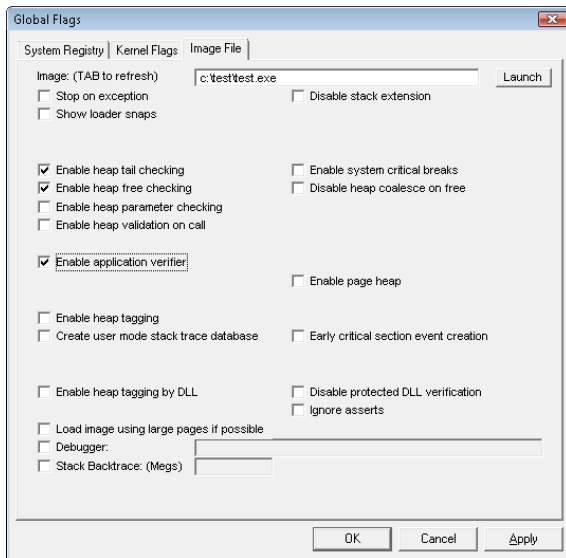 Global Flags
System Registry Kernel Flags Image File
Image: (TAB to refresh) c:\test\test.exe Launch
Stop on exception Disable stack extension
Show loader snaps
Enable heap tail checking Enable system critical breaks
Enable heap free checking Disable heap coalesce on free
Enable heap parameter checking
Enable heap validation on call
Enable application verifier
Enable page heap
Enable heap tagging
Create user mode stack trace database Early critical section event creation
Enable heap tagging by DLL Disable protected DLL verification
Ignore asserts
Load image using large pages if possible
Debugger:
Stack Backtrace: (Megs)
OK Cancel Apply